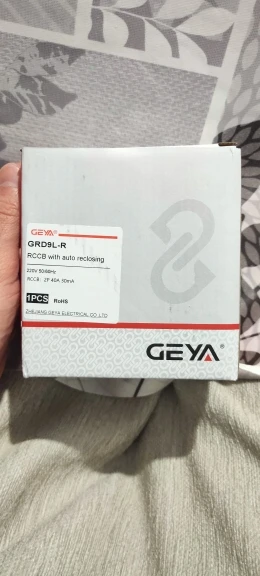 GEYA
GRD9L-R
RCCB with auto reclosing
220V 50/60Hz
RCCB: 2P 40A 30mA
1PCS RoHS
ZHEJIANG GEYA ELECTRICAL CO.,LTD
GEYA